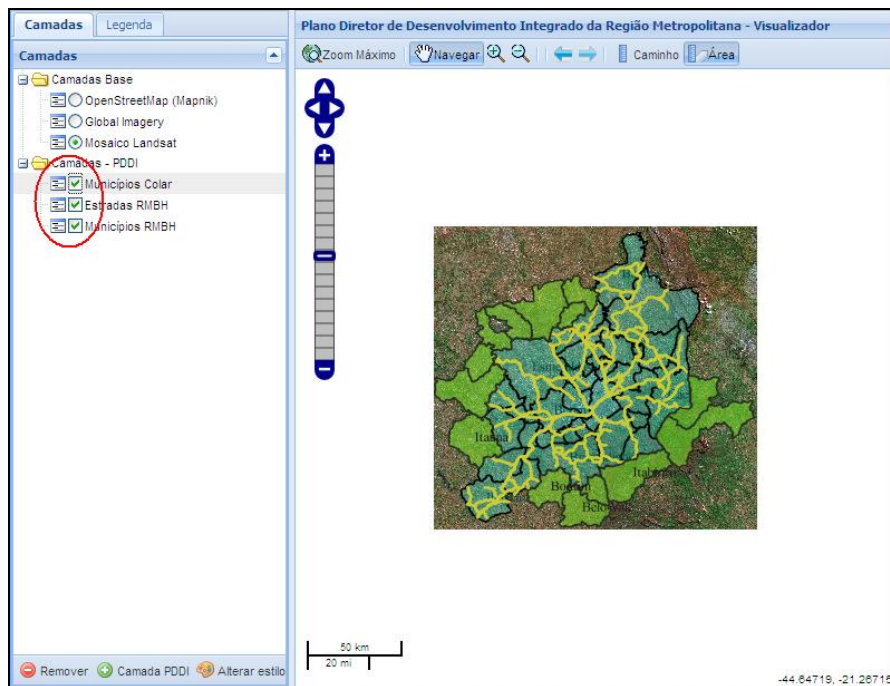 Camadas
Legenda
Camadas
Camadas Base
OpenStreetMap (Mapnik)
Global Imagery
Mosaico Landsat
Camadas - PDDI
Municípios Colar
Estradas RMBH
Municípios RMBH
Remover
Camada PDDI
Alterar estilo
Plano Diretor de Desenvolvimento Integrado da Região Metropolitana - Visualizador
Zoom Máximo
Navegar
Caminho
Área
Itaúna
Bonfim
50 km
20 mi
-44.64719, -21.26715